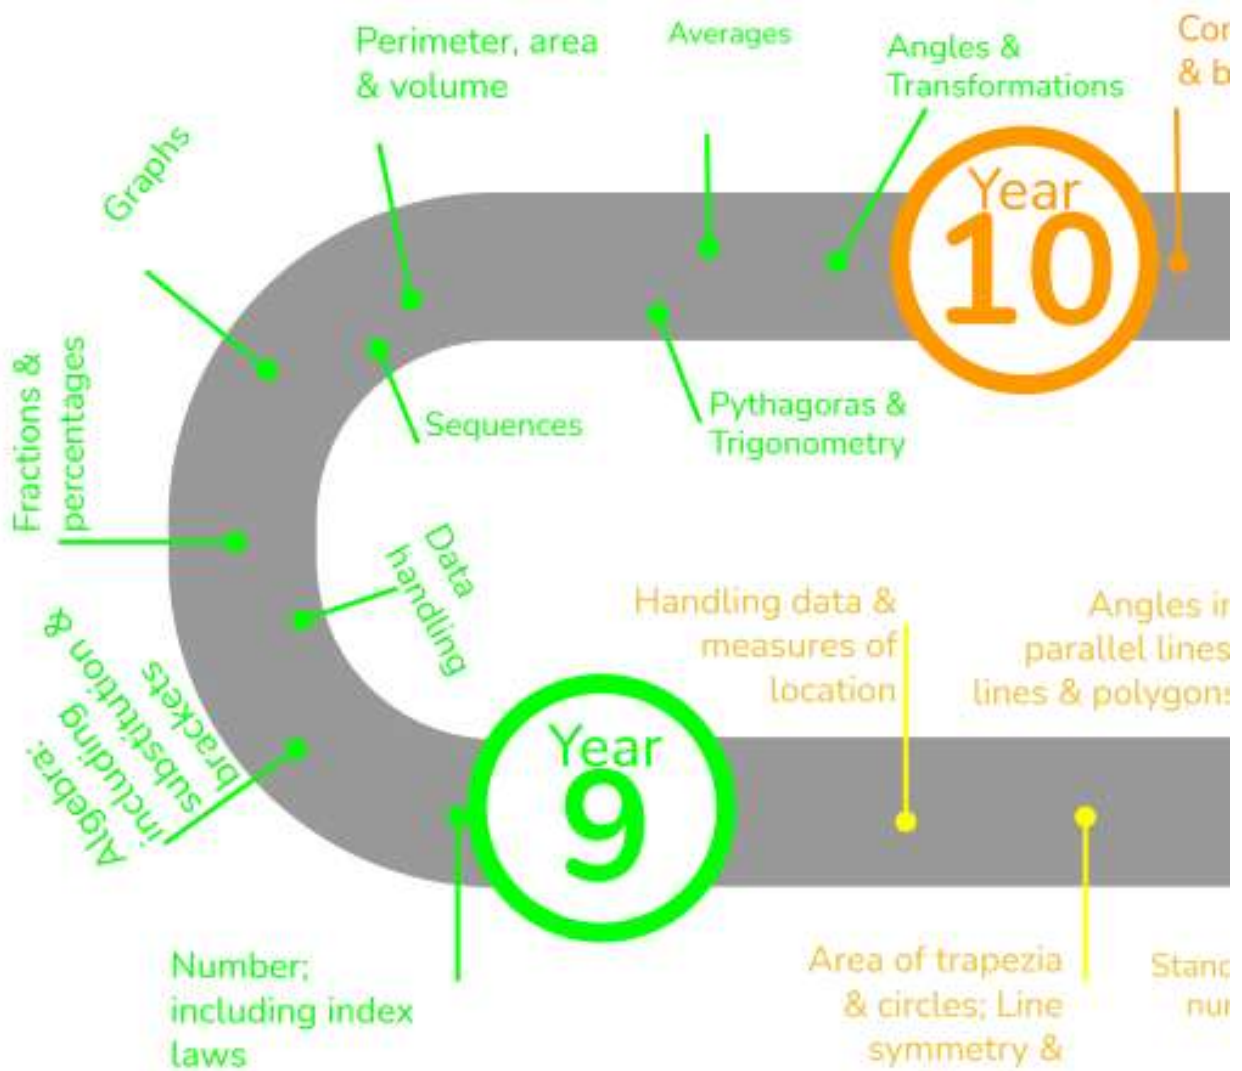 Perimeter, area
& volume
Averages
Angles &
Transformations
& b
Graphs
Year
10
Fractions &
percentages
Sequences
Pythagoras &
Trigonometry
Data
handling
Handling data &
measures of
location
Angles in
parallel lines
lines & polygons
Algebra:
including
substitution &
brackets
Year
9
Number;
including index
laws
Area of trapezia
& circles; Line
symmetry &